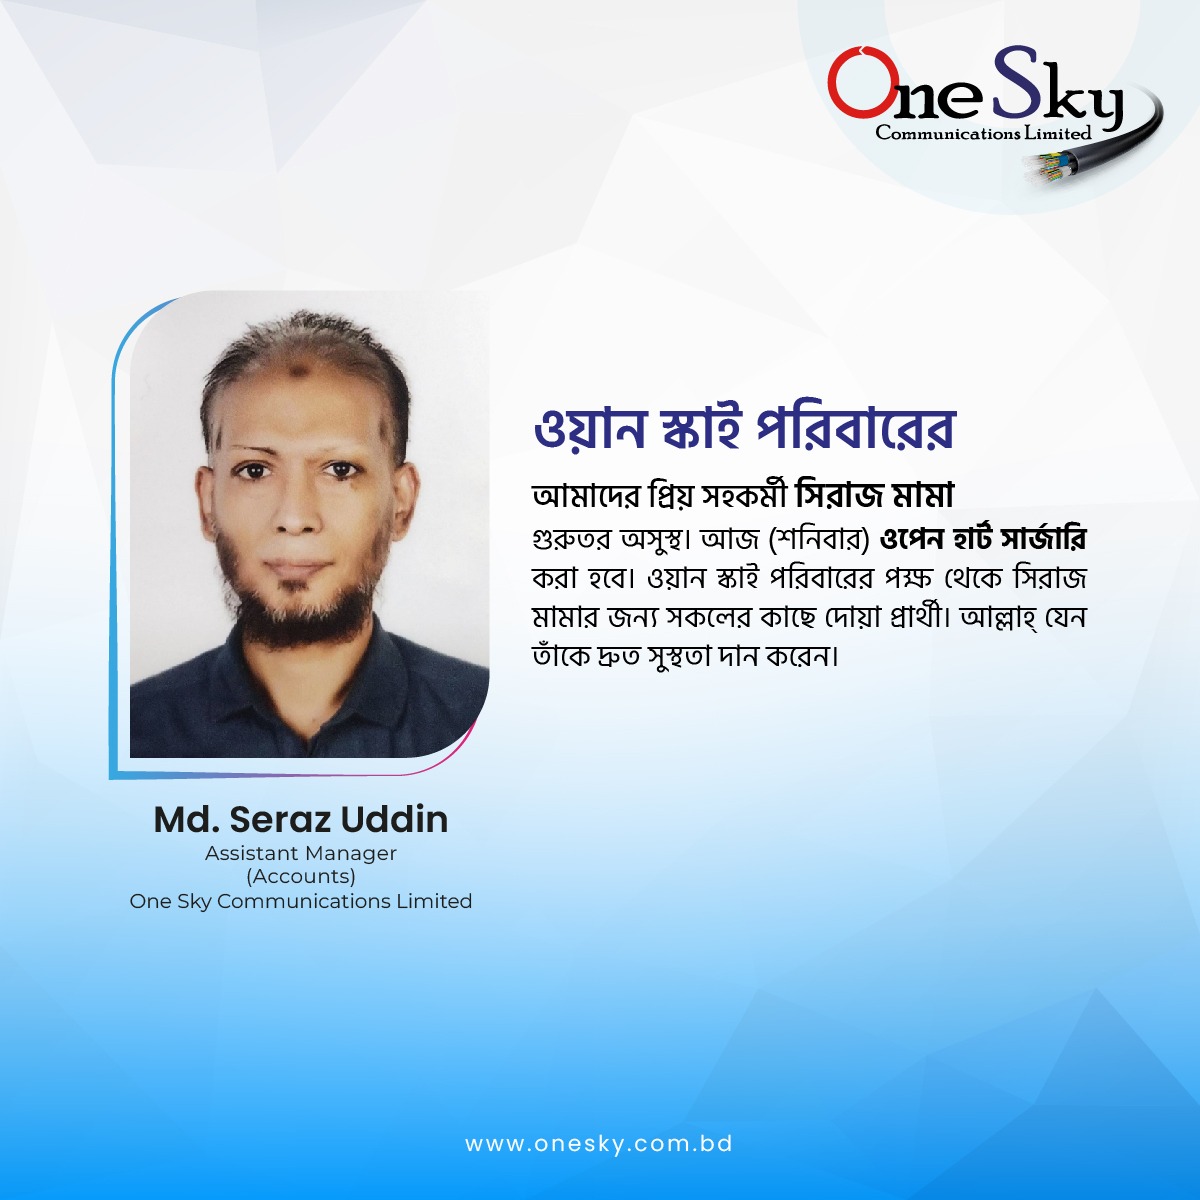 One Sky
Communications Limited
ওয়ান স্কাই পরিবারের
আমাদের প্রিয় সহকর্মী সিরাজ মামা
গুরুতর অসুস্থ। আজ (শনিবার) ওপেন হার্ট সার্জারি
করা হবে। ওয়ান স্কাই পরিবারের পক্ষ থেকে সিরাজ
মামার জন্য সকলের কাছে দোয়া প্রার্থী। আল্লাহ্ যেন
তাঁকে দ্রুত সুস্থতা দান করেন।
Md. Seraz Uddin
Assistant Manager
(Accounts)
One Sky Communications Limited
www.onesky.com.bd